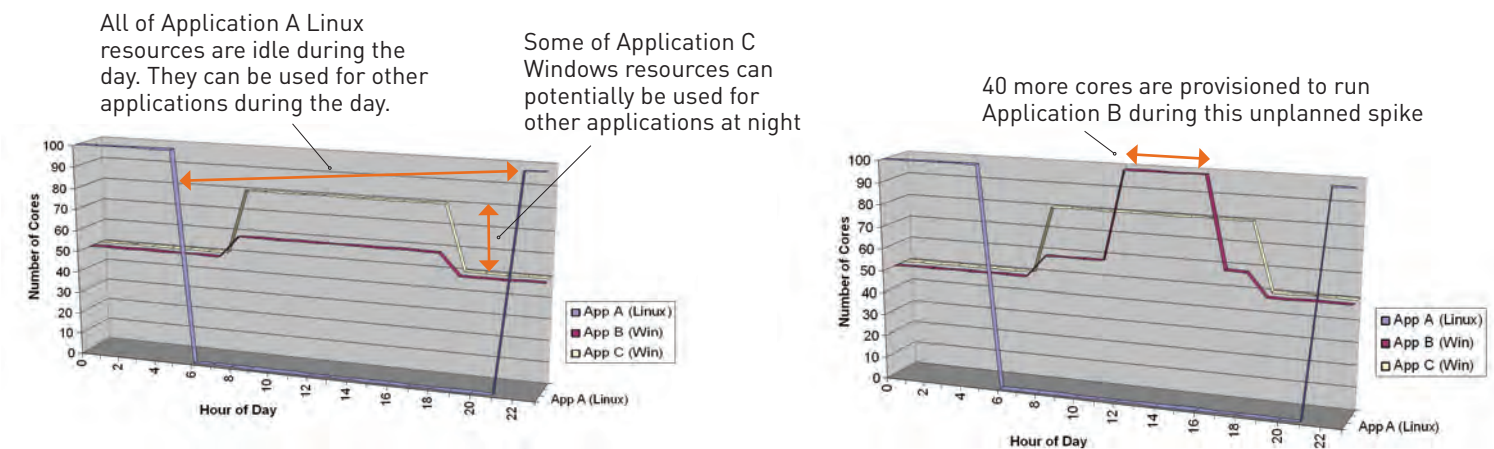 All of Application A Linux
resources are idle during the
day. They can be used for other
applications during the day.
Some of Application C
Windows resources can
potentially be used for
other applications at night
100
90
80
70
60
50
40
30
20
10
0
Number of Cores
0
2
4
6
8
10
12
14
16
18
20
22
Hour of Day
App A (Linux)
App B (Win)
App C (Win)
App A (Linux)
40 more cores are provisioned to run
Application B during this unplanned spike
100
90
80
70
60
50
40
30
20
10
0
Number of Cores
0
2
4
6
8
10
12
14
16
18
20
22
Hour of Day
App A (Linux)
App B (Win)
App C (Win)
App A (Linux)